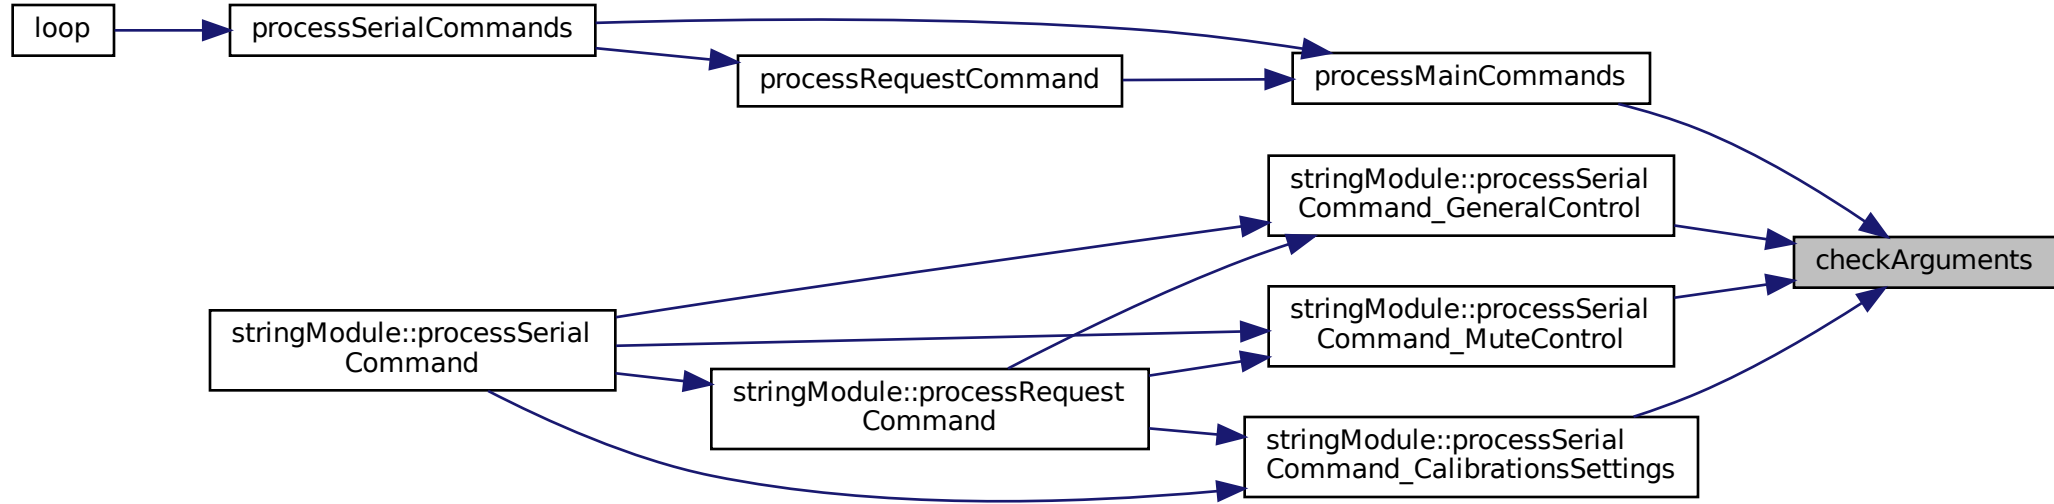 loop
processSerialCommands
processRequestCommand
processMainCommands
stringModule::processSerial
Command_GeneralControl
checkArguments
stringModule::processSerial
Command_MuteControl
stringModule::processSerial
Command
stringModule::processRequest
Command
stringModule::processSerial
Command_CalibrationsSettings